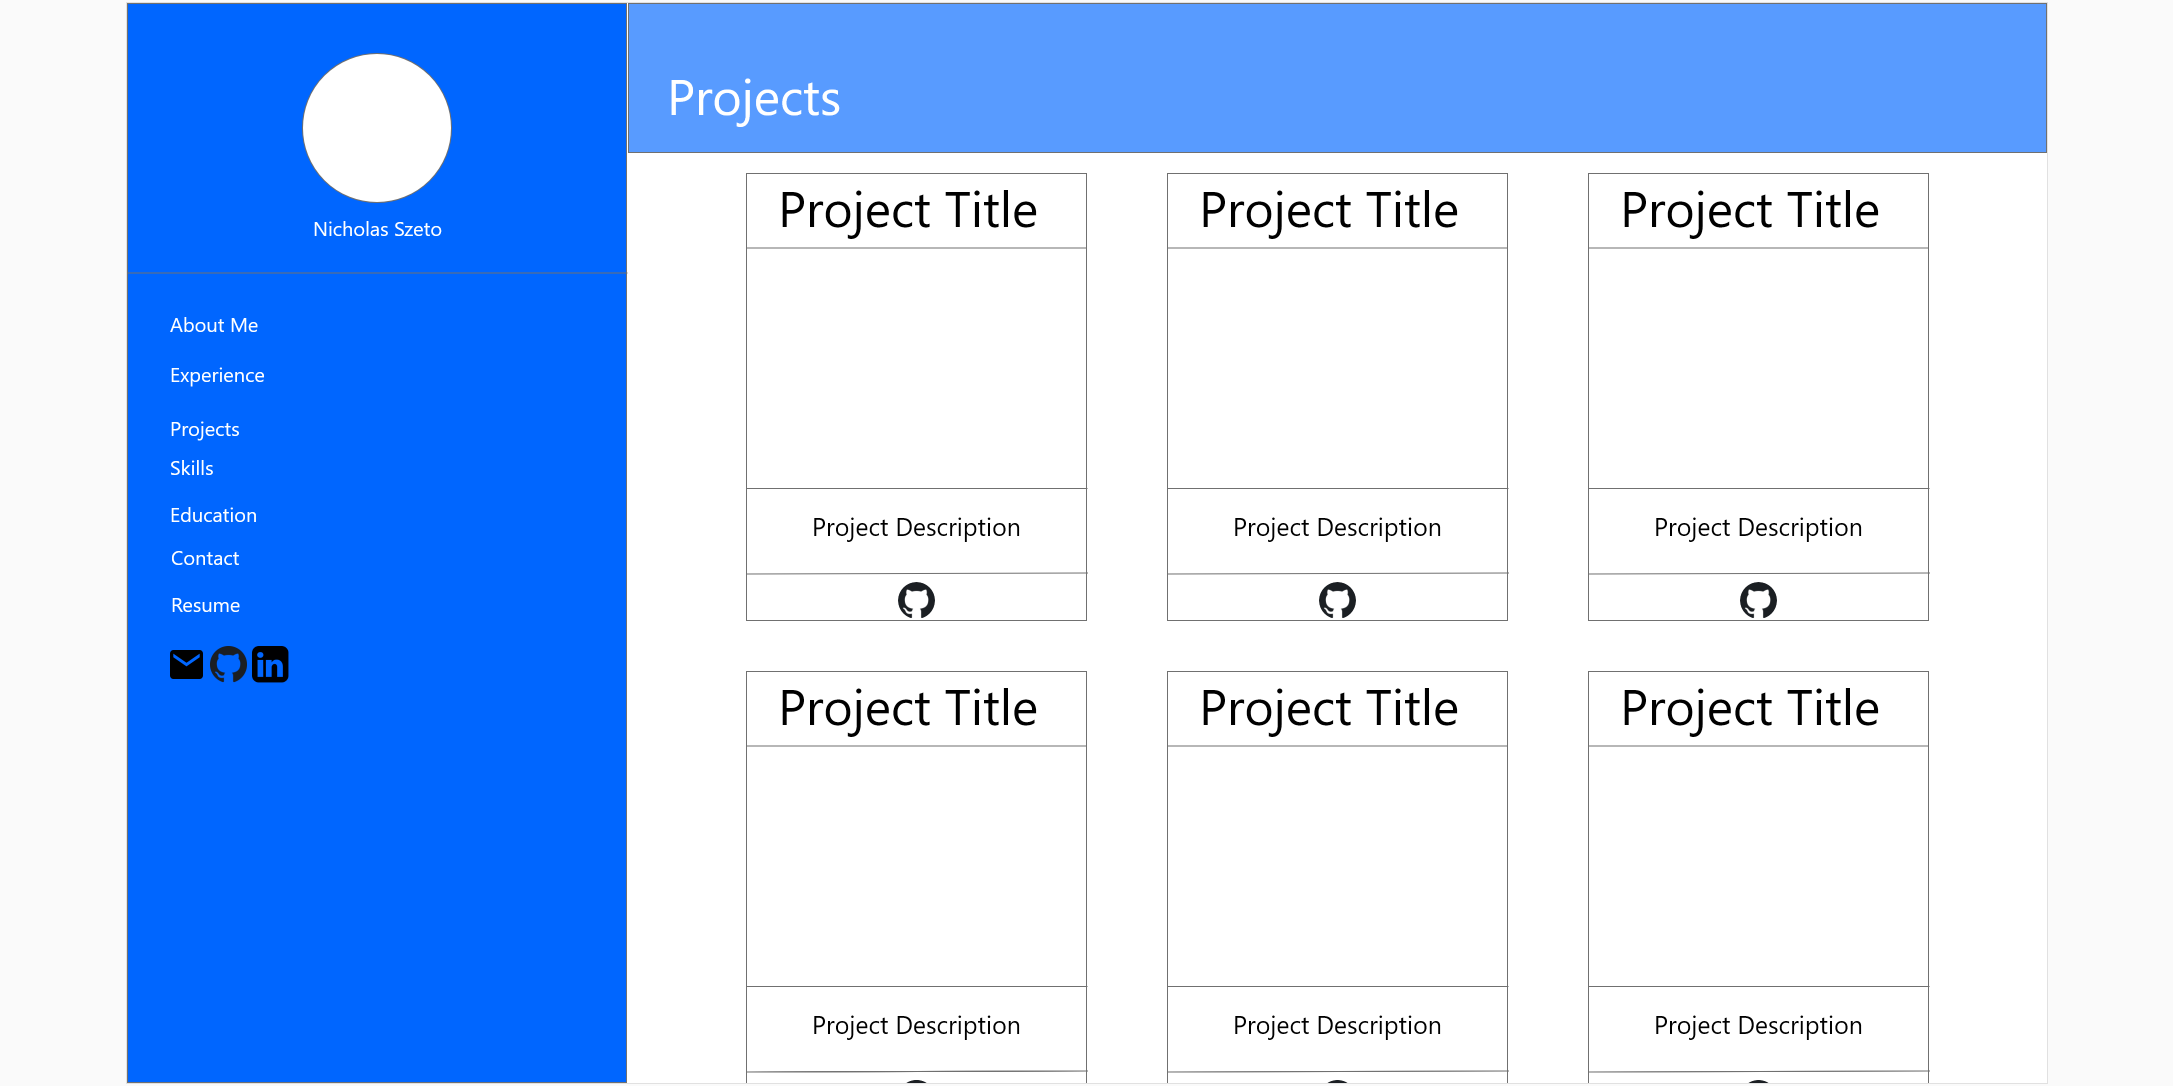 Nicholas Szeto
About Me
Experience
Projects
Skills
Education
Contact
Resume
in
Projects
Project Title
Project Title
Project Title
Project Description
Project Description
Project Description
Project Title
Project Title
Project Title
Project Description
Project Description
Project Description